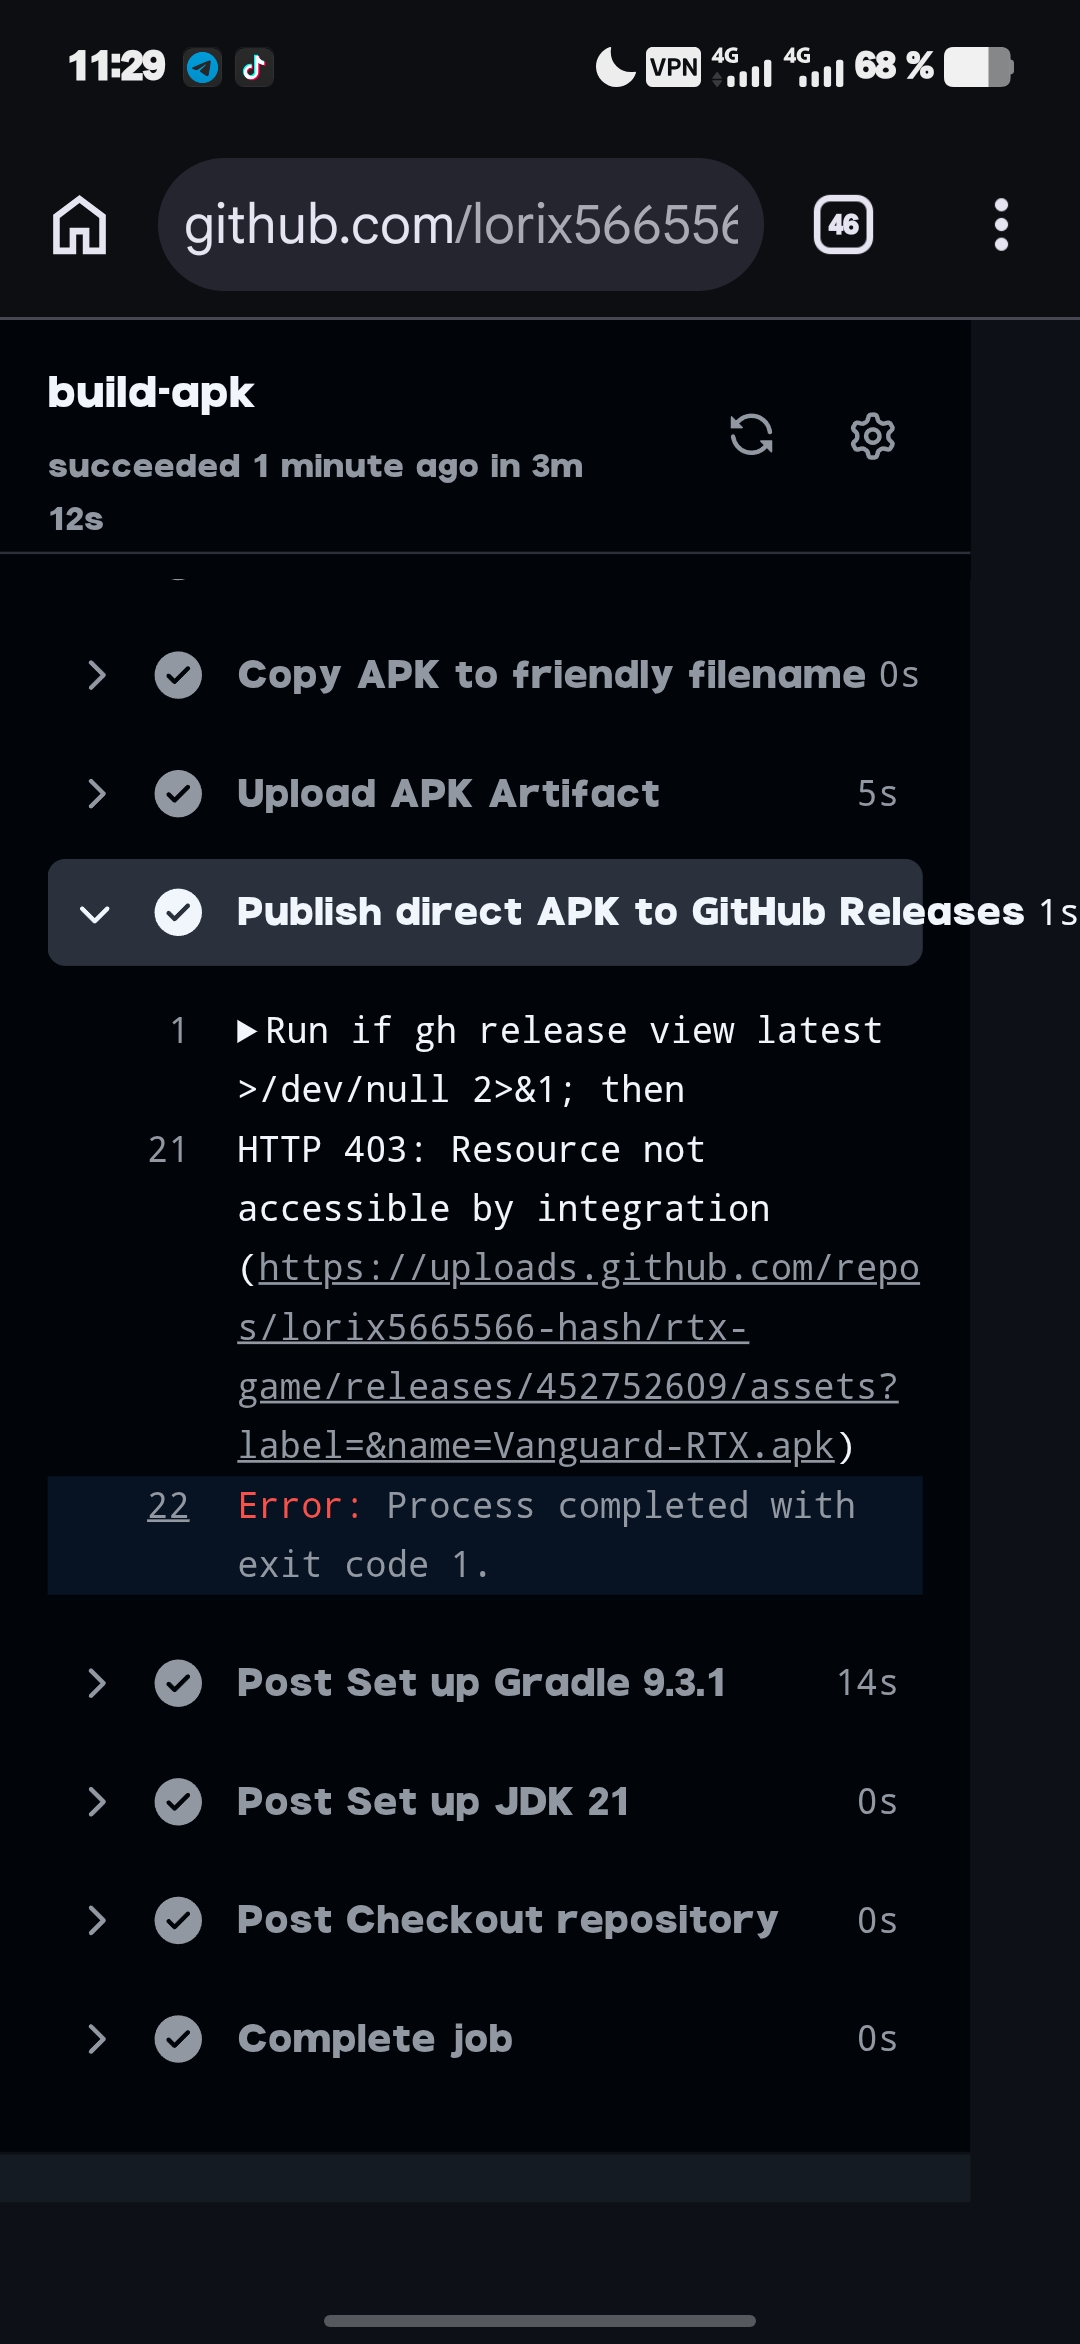 11:29 VPN 4G 4G 68 %
github.com/lorix566556 46
build-apk
succeeded 1 minute ago in 3m
12s
Copy APK to friendly filename 0s
Upload APK Artifact 5s
Publish direct APK to GitHub Releases 1s
1 Run if gh release view latest
>/dev/null 2>&1; then
21 HTTP 403: Resource not
accessible by integration
(https://uploads.github.com/repo
s/lorix5665566-hash/rtx-
game/releases/452752609/assets?
label=&name=Vanguard-RTX.apk)
22 Error: Process completed with
exit code 1.
Post Set up Gradle 9.3.1 14s
Post Set up JDK 21 0s
Post Checkout repository 0s
Complete job 0s